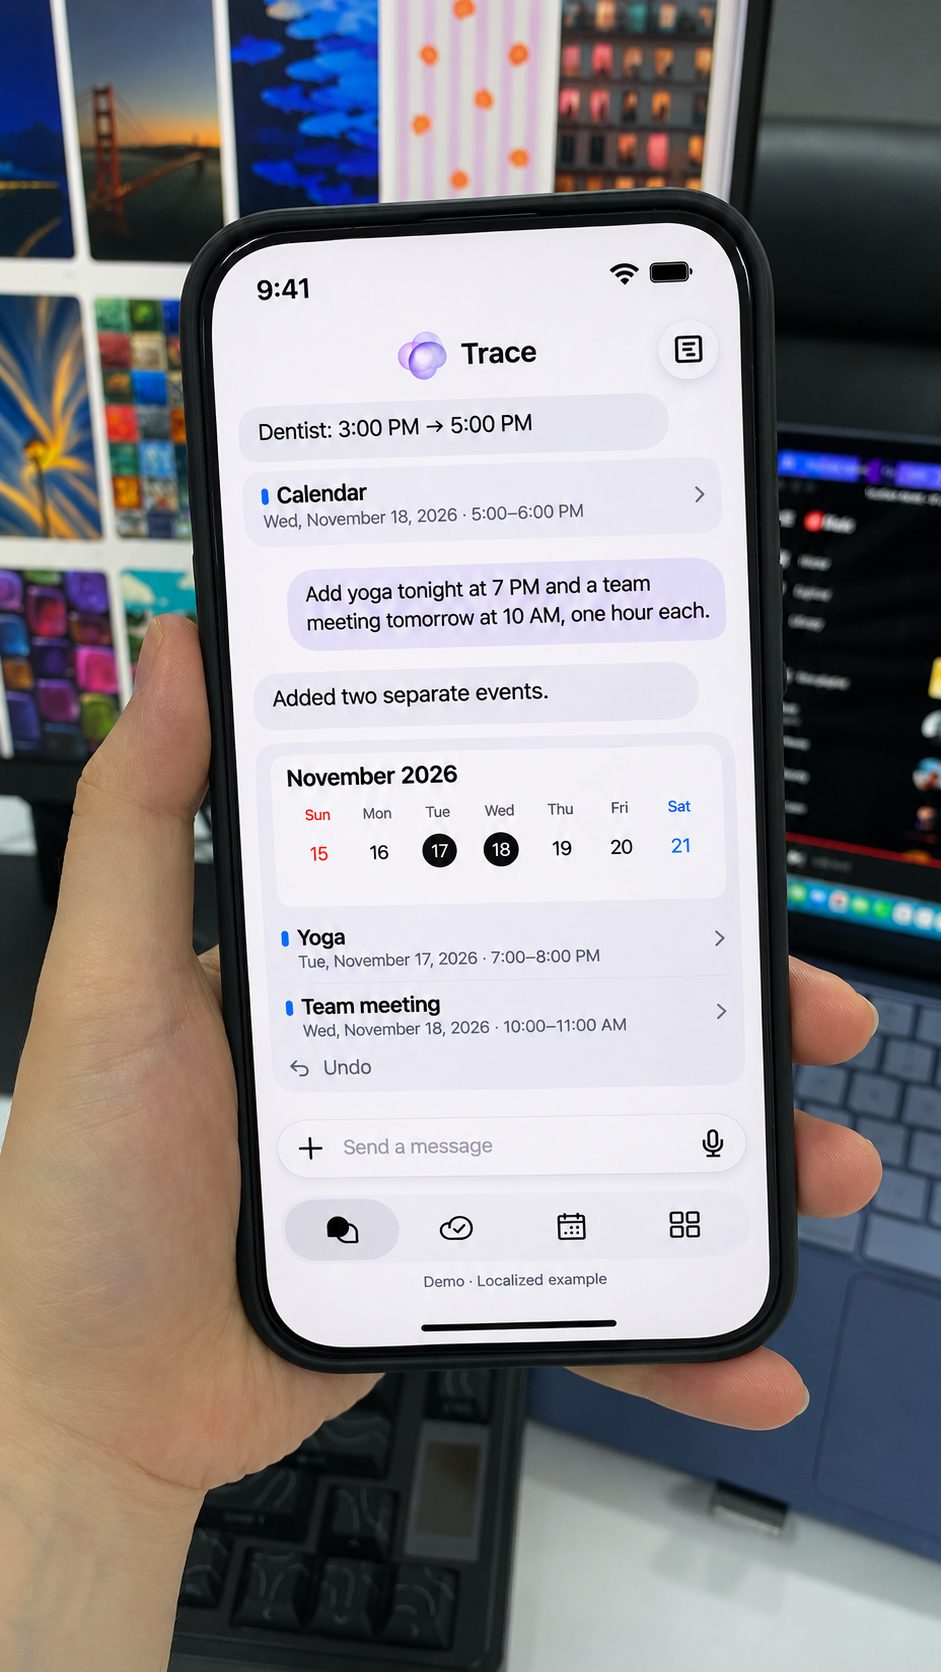 9:41
Trace
Dentist: 3:00 PM → 5:00 PM
Calendar
Wed, November 18, 2026 · 5:00–6:00 PM
Add yoga tonight at 7 PM and a team
meeting tomorrow at 10 AM, one hour each.
Added two separate events.
November 2026
Sun Mon Tue Wed Thu Fri Sat
15 16 17 18 19 20 21
Yoga
Tue, November 17, 2026 · 7:00–8:00 PM
Team meeting
Wed, November 18, 2026 · 10:00–11:00 AM
Undo
Send a message
Demo · Localized example